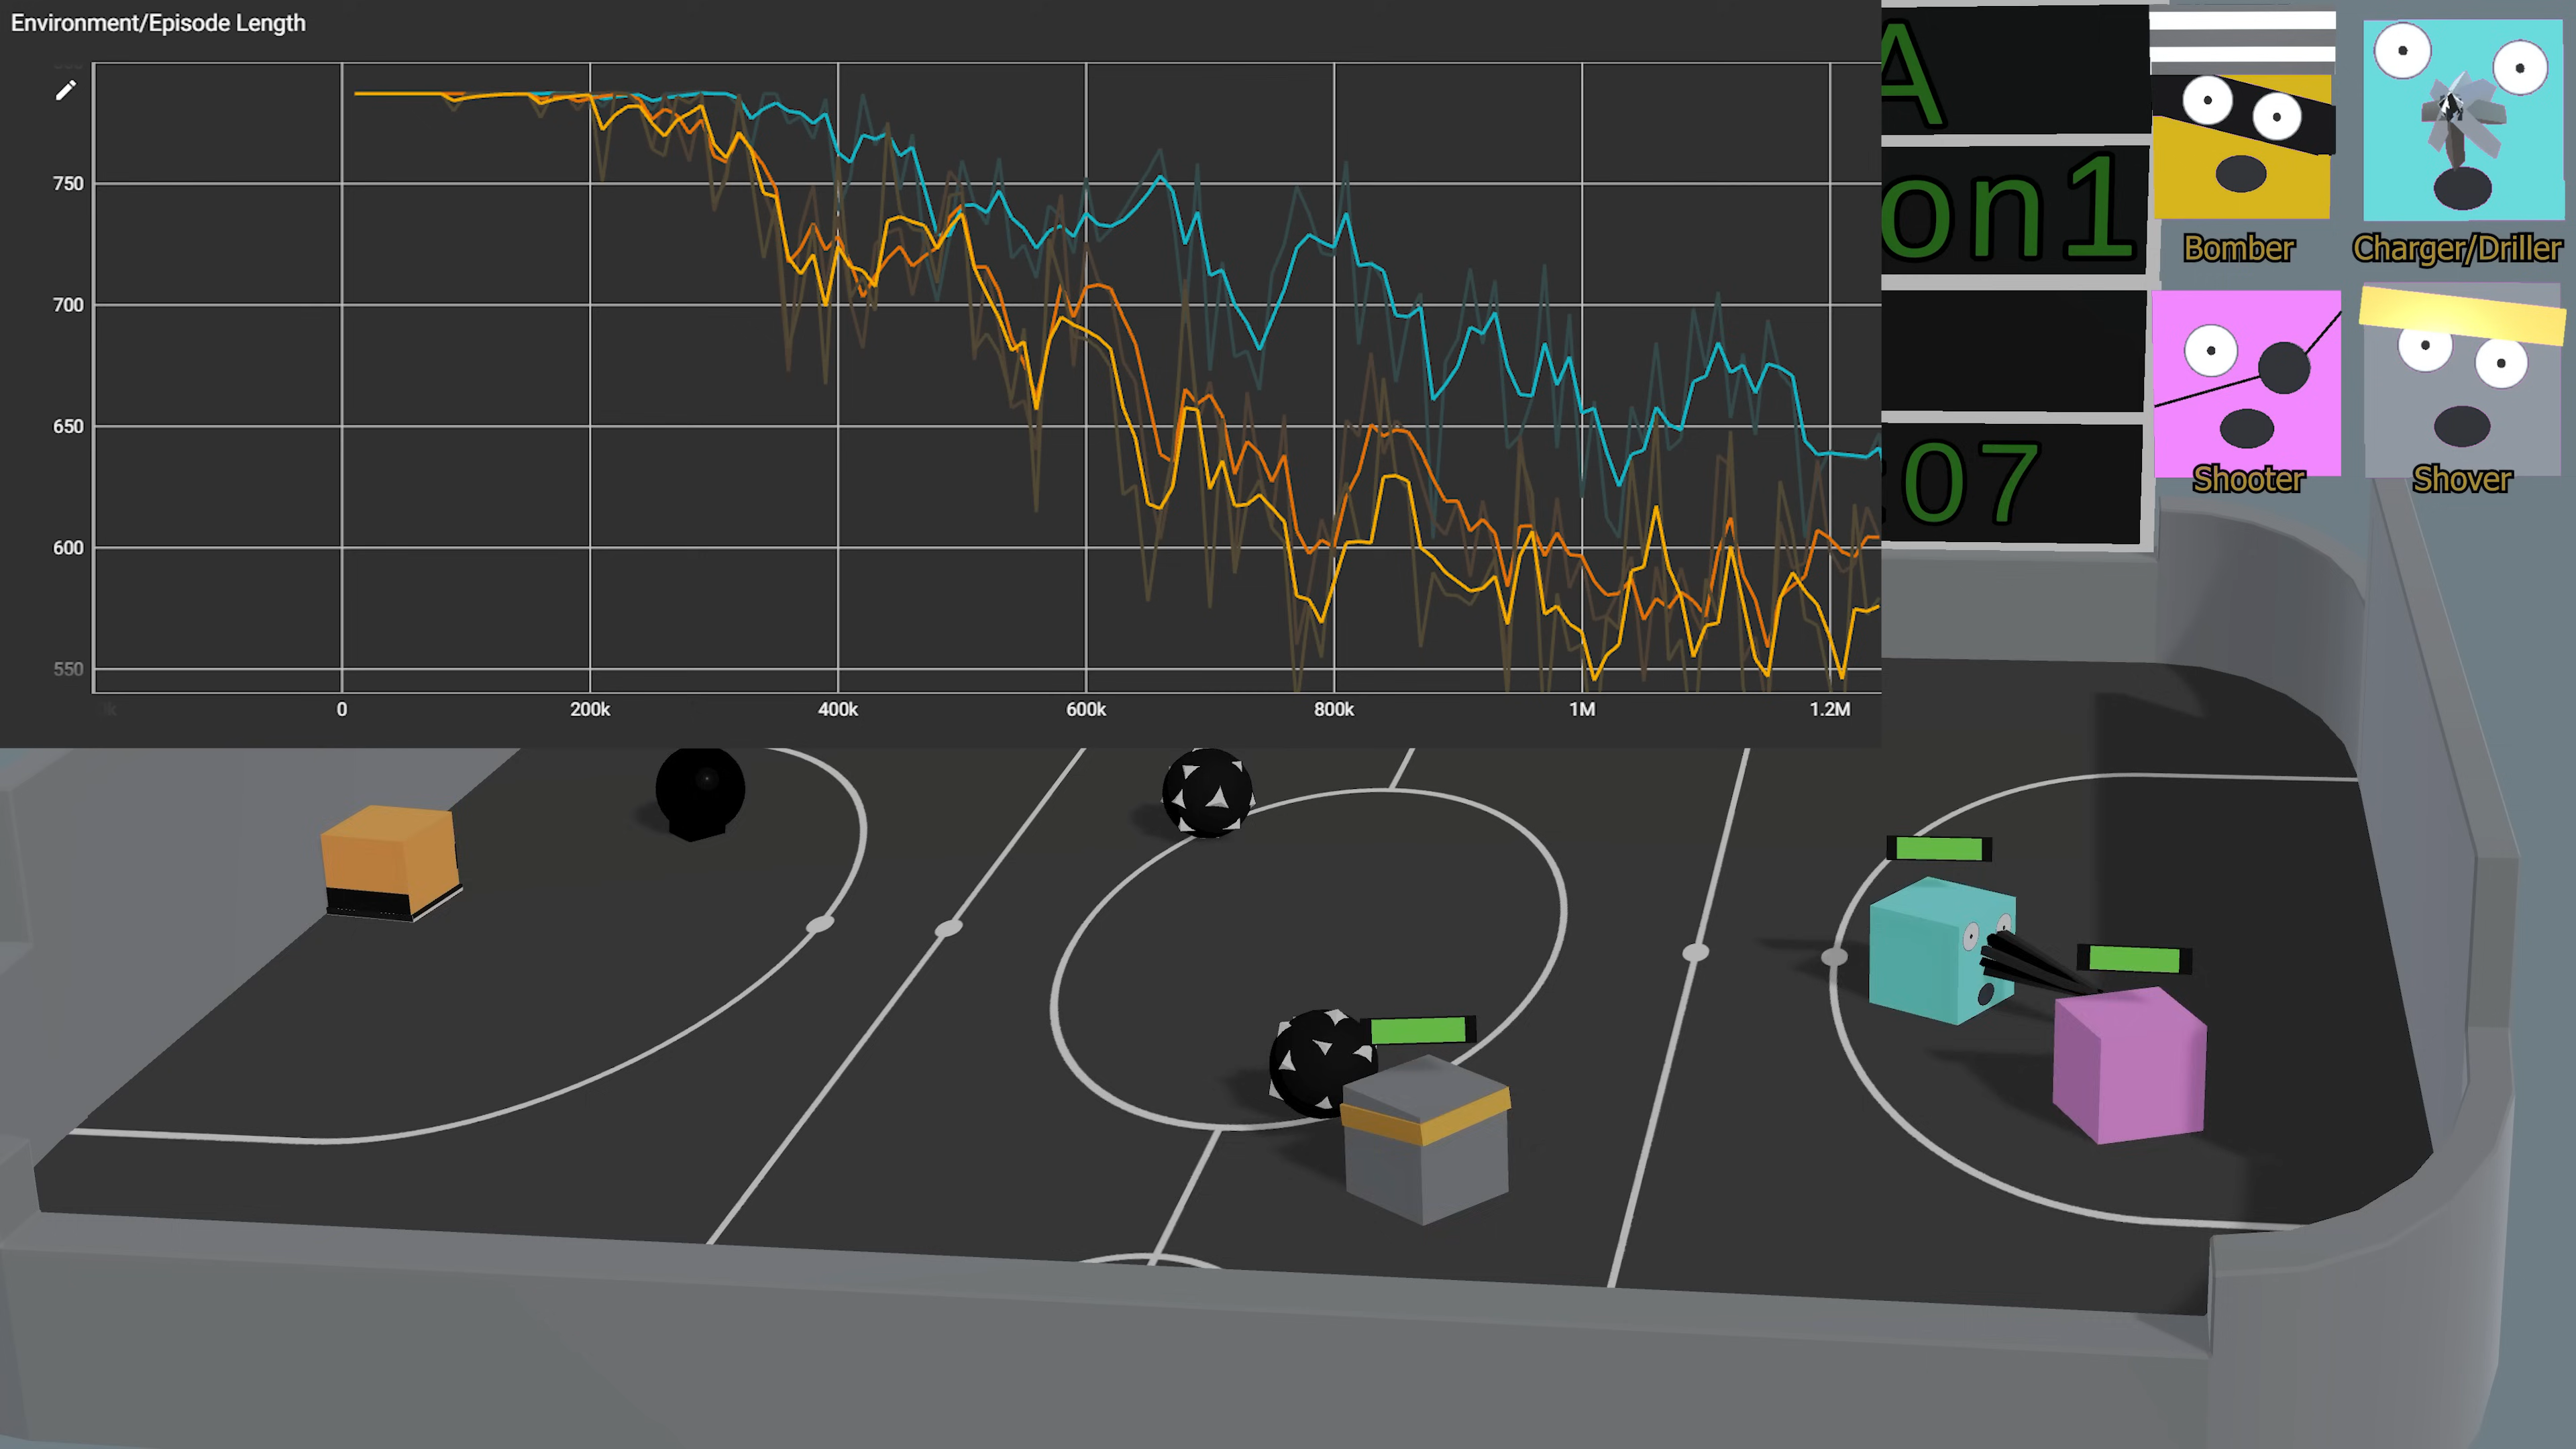 Environment/Episode Length
750
700
650
600
550
0
200k
400k
600k
800k
1M
1.2M
A
on1
:07
Bomber
Charger/Driller
Shooter
Shover